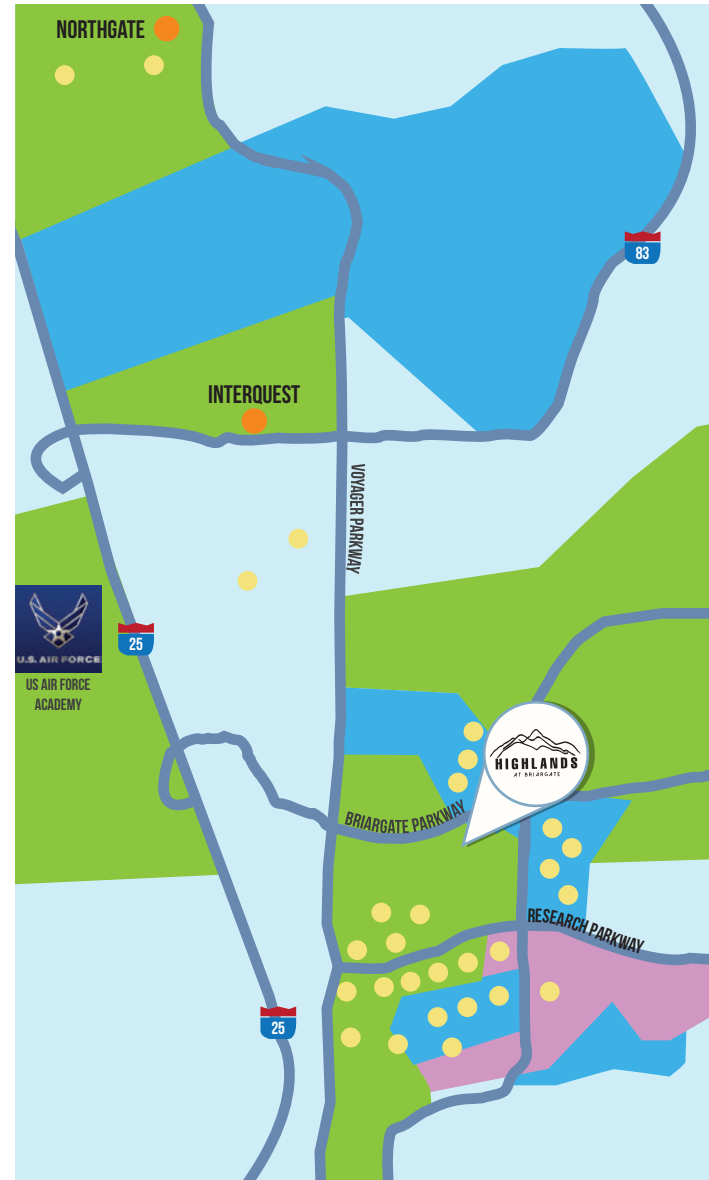 NORTHGATE
83
INTERQUEST
VOYAGER PARKWAY
U.S. AIR FORCE
US AIR FORCE
ACADEMY
25
HIGHLANDS
AT BRIARGATE
BRIARGATE PARKWAY
RESEARCH PARKWAY
25